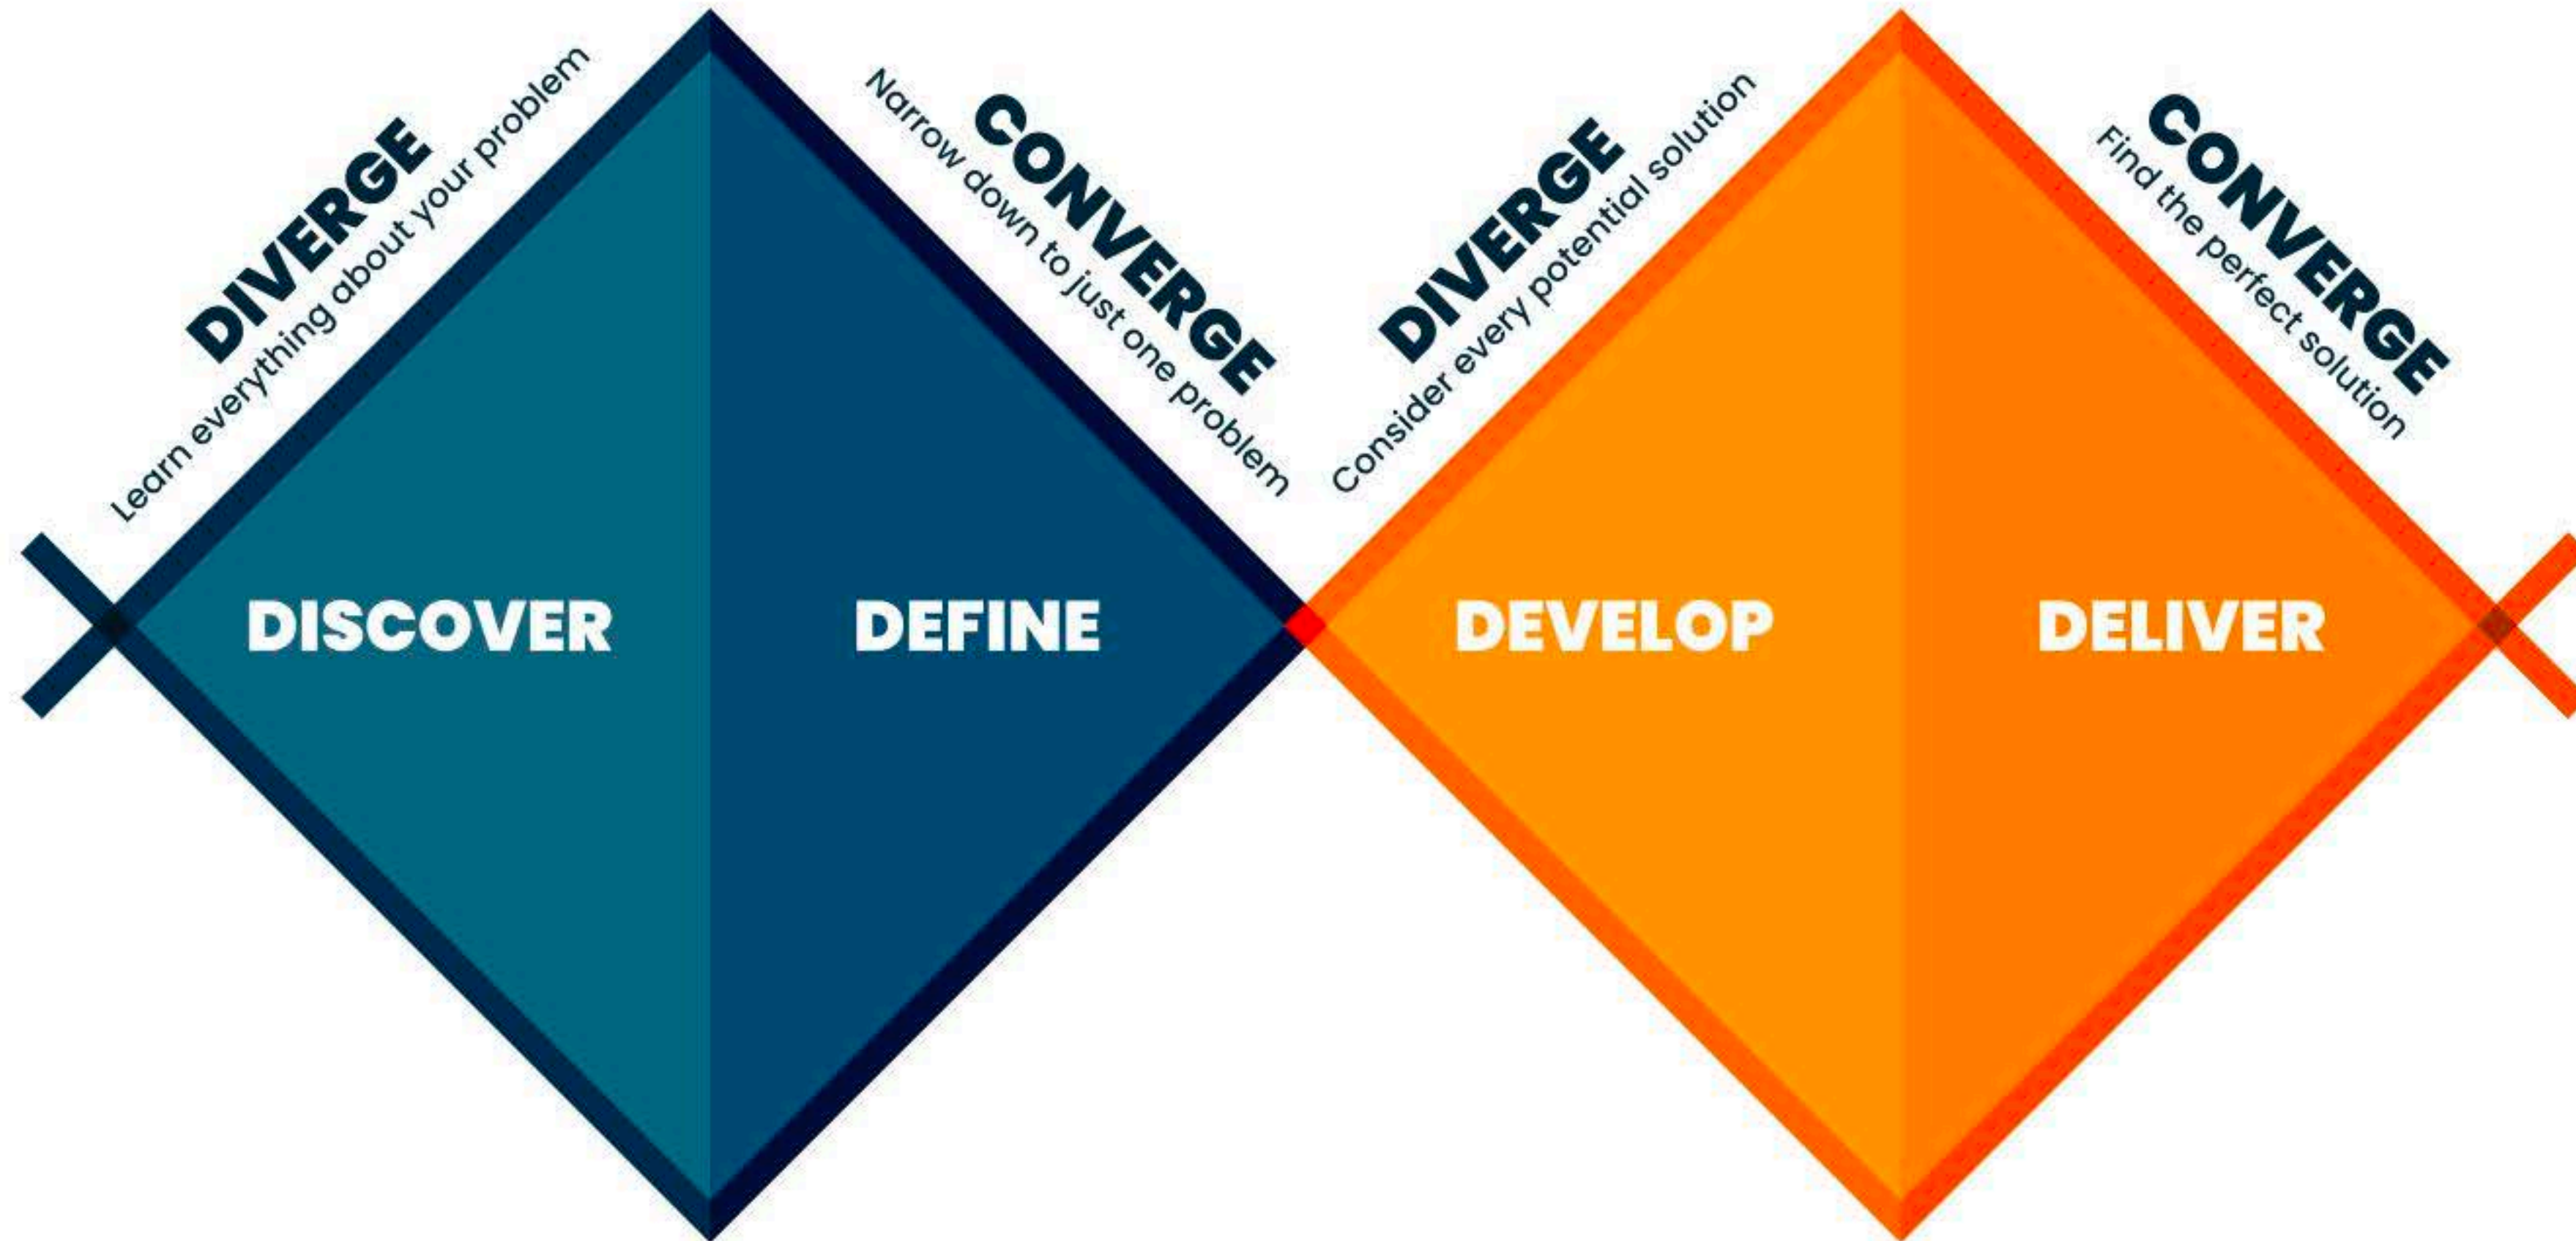 DIVERGE
Learn everything about your problem
CONVERGE
Narrow down to just one problem
DIVERGE
Consider every potential solution
CONVERGE
Find the perfect solution
DISCOVER
DEFINE
DEVELOP
DELIVER